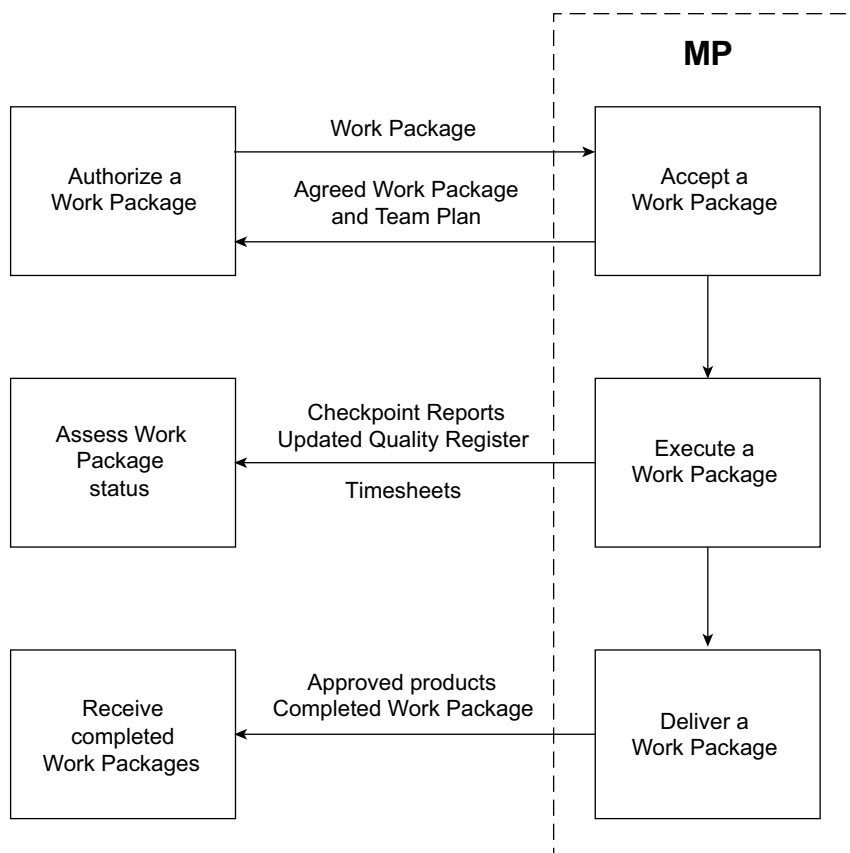 MP
Authorize a
Work Package
Work Package
Agreed Work Package
and Team Plan
Accept a
Work Package
Assess Work
Package
status
Checkpoint Reports
Updated Quality Register
Timesheets
Execute a
Work Package
Receive
completed
Work Packages
Approved products
Completed Work Package
Deliver a
Work Package